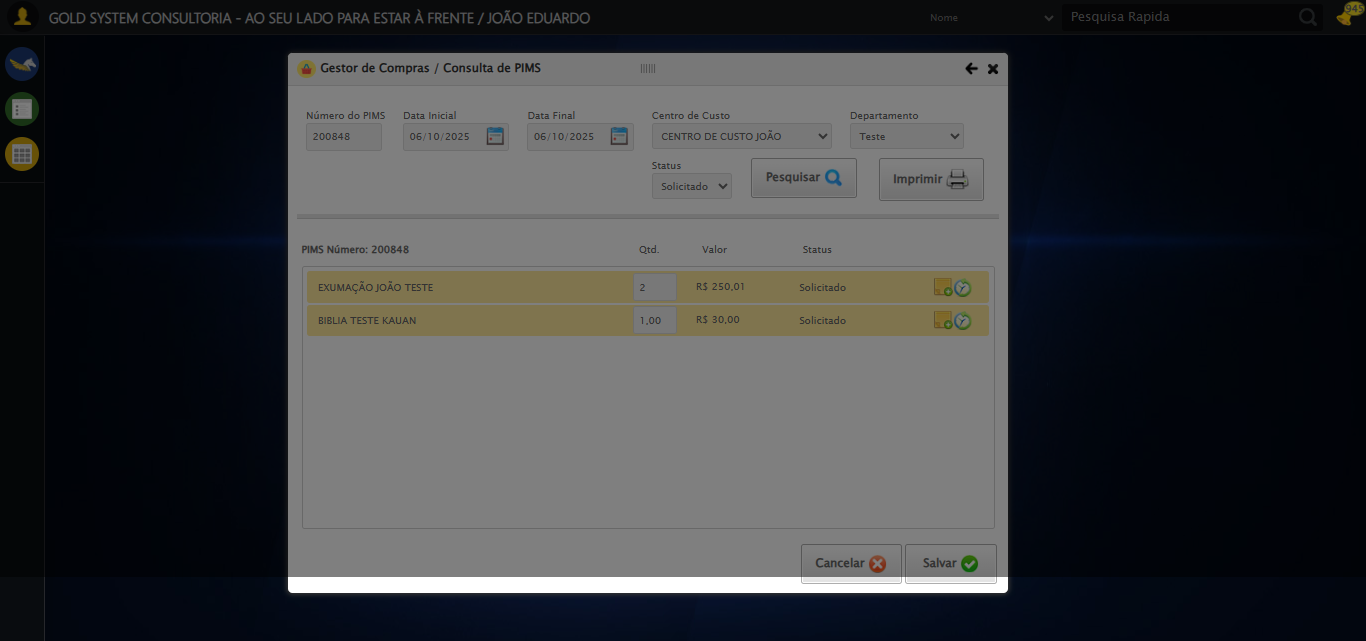 GOLD SYSTEM CONSULTORIA - AO SEU LADO PARA ESTAR À FRENTE / JOÃO EDUARDO
Nome
Pesquisa Rapida
945
Gestor de Compras / Consulta de PIMS
Número do PIMS Data Inicial Data Final Centro de Custo Departamento
200848 06/10/2025 06/10/2025 CENTRO DE CUSTO JOÃO Teste
Status
Solicitado Pesquisar Imprimir
PIMS Número: 200848 Qtd. Valor Status
EXUMAÇÃO JOÃO TESTE 2 R$ 250,01 Solicitado
BIBLIA TESTE KAUAN 1,00 R$ 30,00 Solicitado
Cancelar Salvar